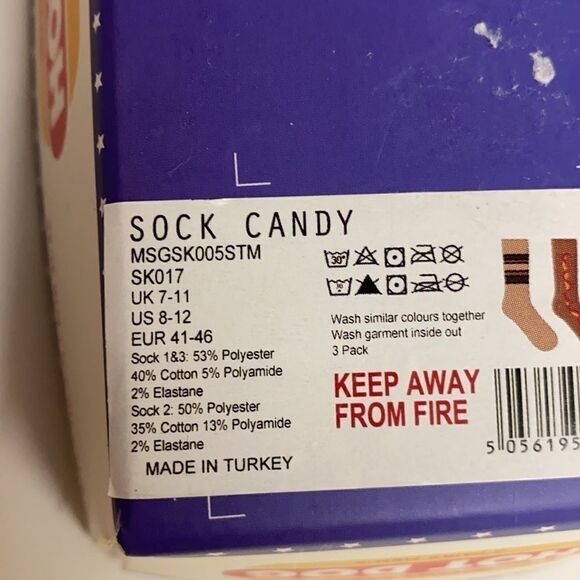 SOCK CANDY
MSGSK005STM
SK017
UK 7-11
US 8-12
EUR 41-46
Sock 1&3: 53% Polyester
40% Cotton 5% Polyamide
2% Elastane
Sock 2: 50% Polyester
35% Cotton 13% Polyamide
2% Elastane
MADE IN TURKEY
30°
Wash similar colours together
Wash garment inside out
3 Pack
KEEP AWAY
FROM FIRE
5 056195
HOT DOG